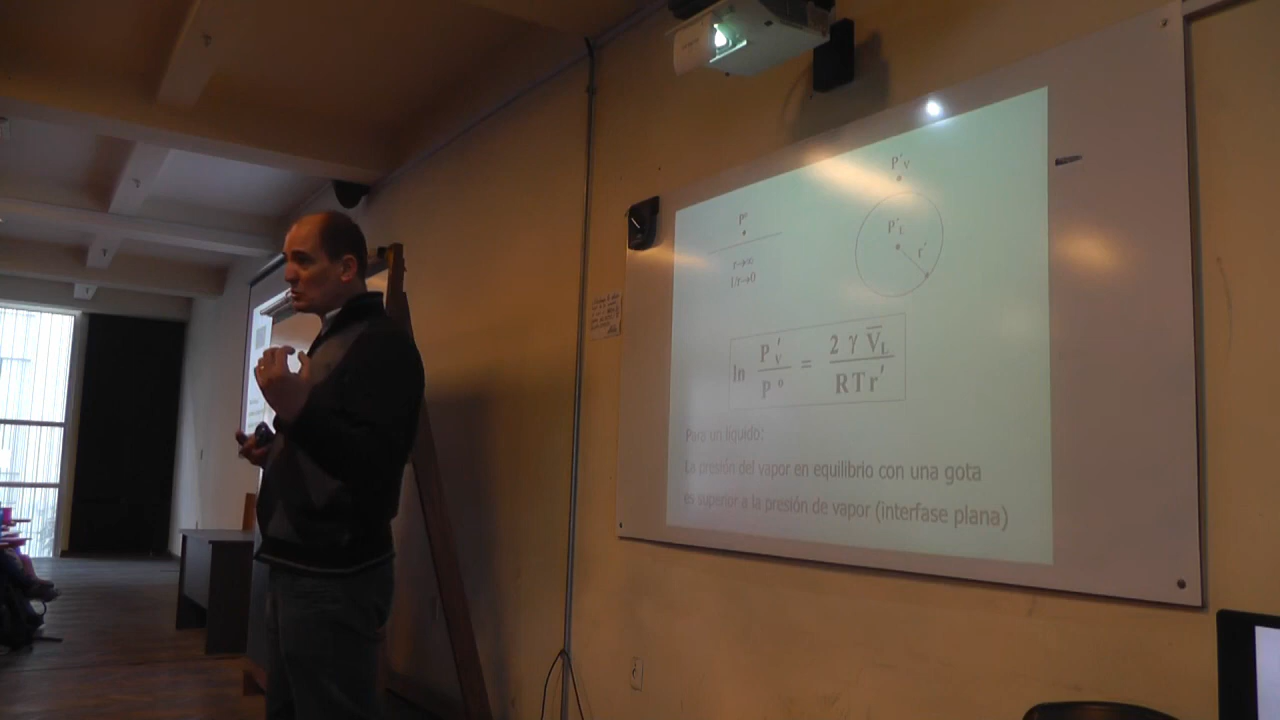 P°
r→∞
1/r→0
P'V
P'L
r'
ln P'V / P° = 2 γ V̅L / RTr'
Para un líquido:
La presión del vapor en equilibrio con una gota
es superior a la presión de vapor (interfase plana)